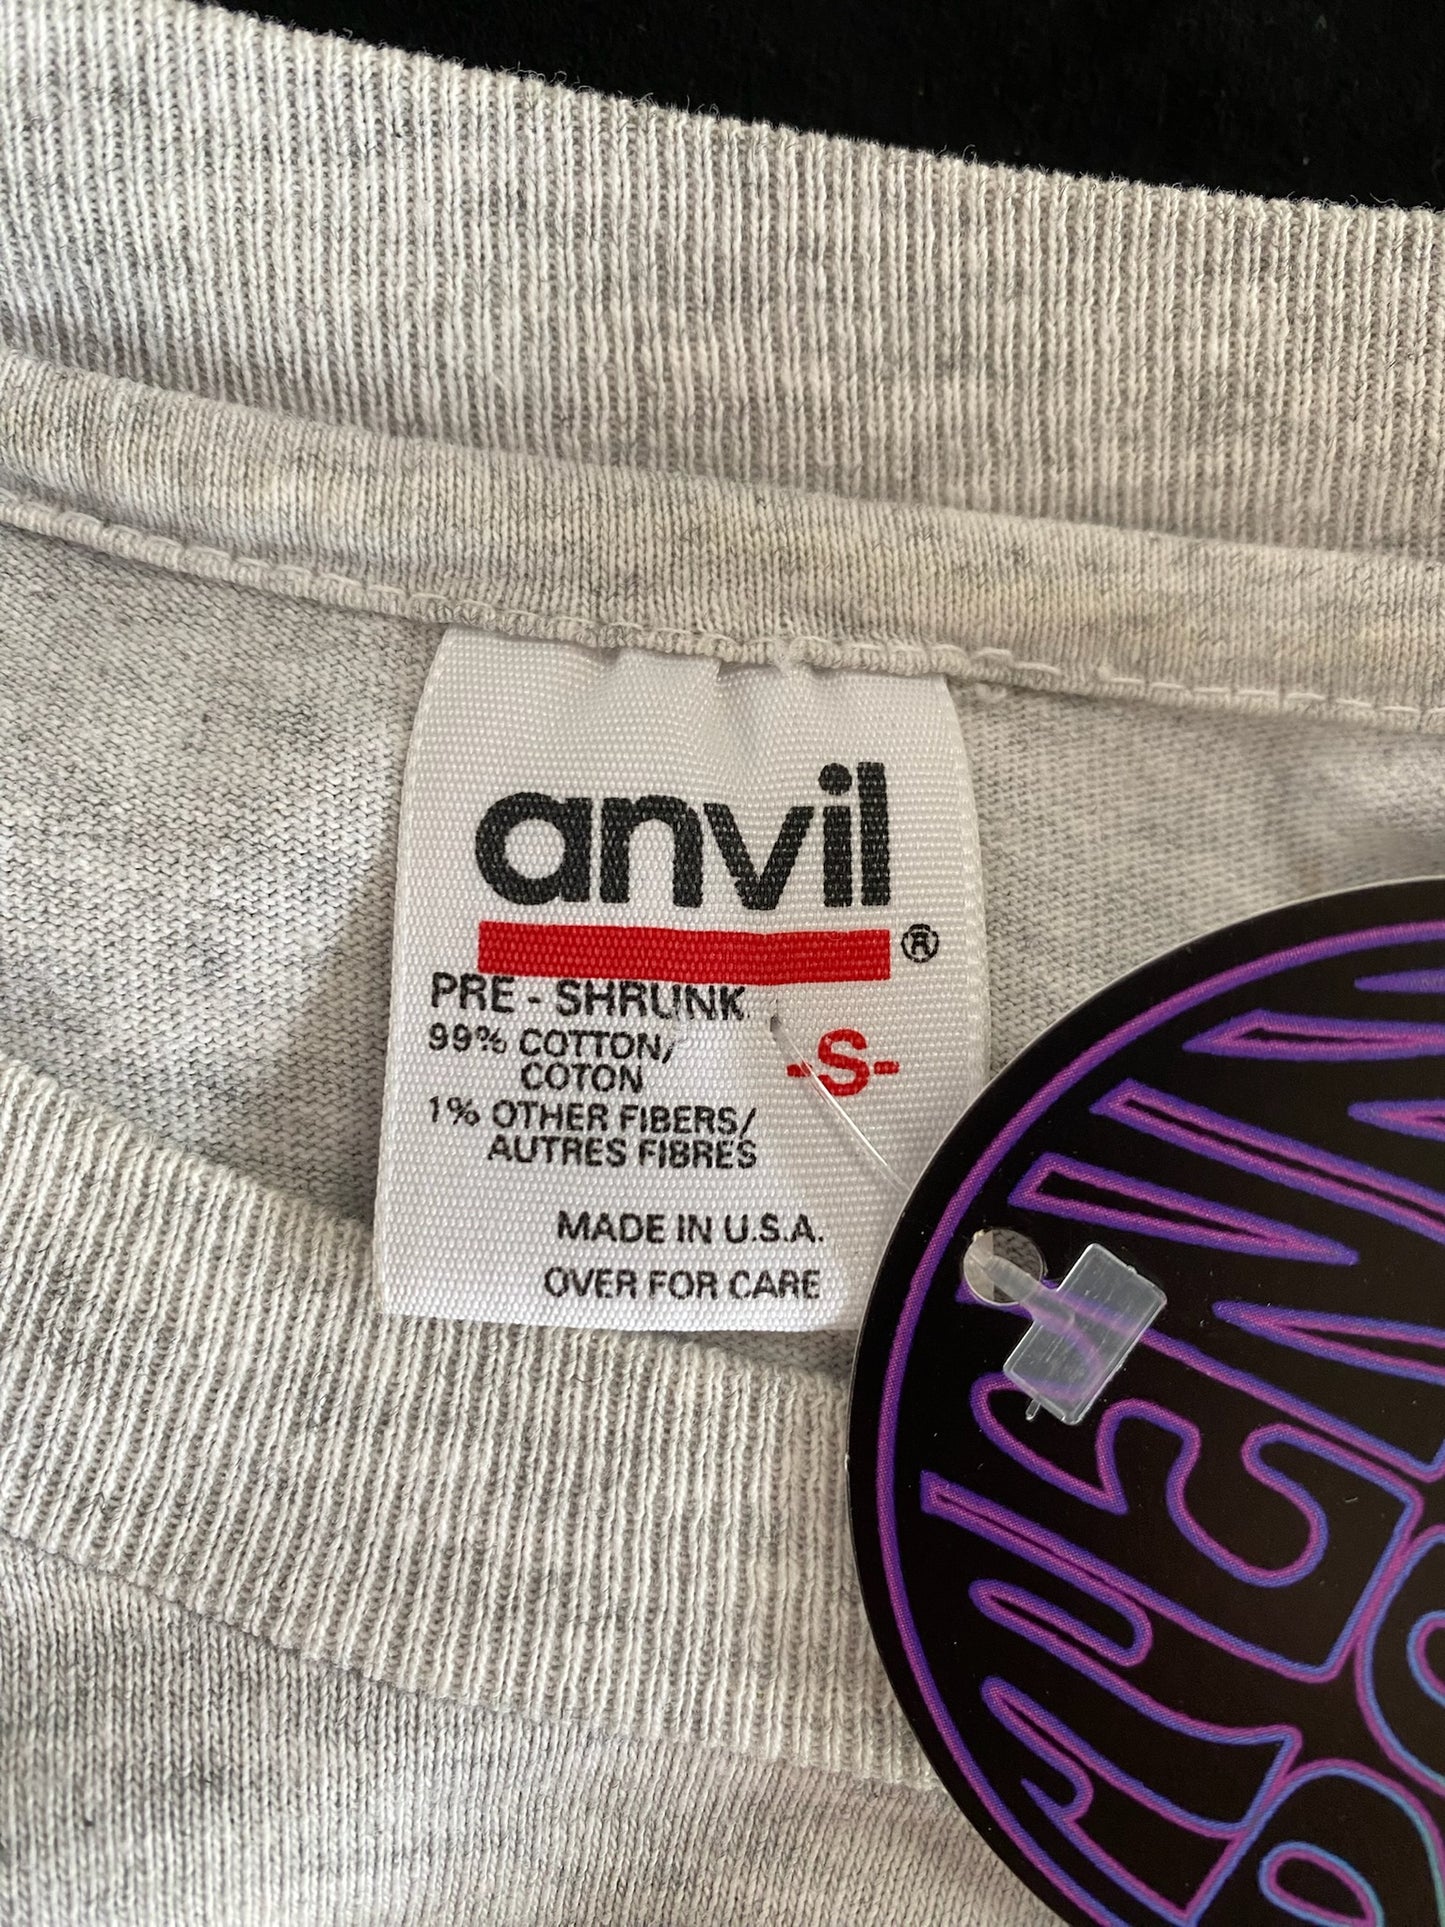 anvil
®
PRE - SHRUNK
99% COTTON/
COTON
-S-
1% OTHER FIBERS/
AUTRES FIBRES
MADE IN U.S.A.
OVER FOR CARE